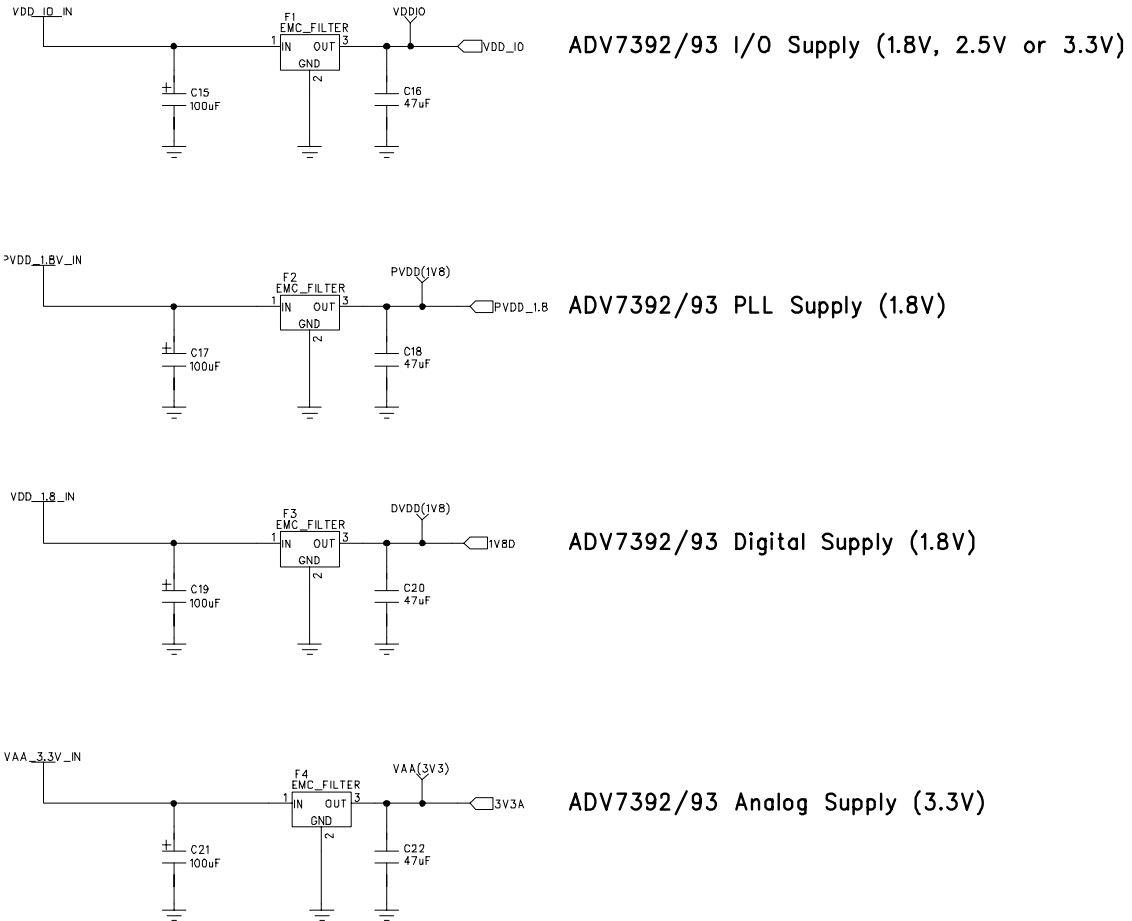 VDD_IO_IN
F1
EMC_FILTER
1 IN OUT 3
GND
2
VDDIO
VDD_IO
ADV7392/93 I/O Supply (1.8V, 2.5V or 3.3V)
+ C15
100uF
C16
47uF
PVDD_1.8V_IN
F2
EMC_FILTER
1 IN OUT 3
GND
2
PVDD(1V8)
PVDD_1.8
ADV7392/93 PLL Supply (1.8V)
+ C17
100uF
C18
47uF
VDD_1.8_IN
F3
EMC_FILTER
1 IN OUT 3
GND
2
DVDD(1V8)
1V8D
ADV7392/93 Digital Supply (1.8V)
+ C19
100uF
C20
47uF
VAA_3.3V_IN
F4
EMC_FILTER
1 IN OUT 3
GND
2
VAA(3V3)
3V3A
ADV7392/93 Analog Supply (3.3V)
+ C21
100uF
C22
47uF